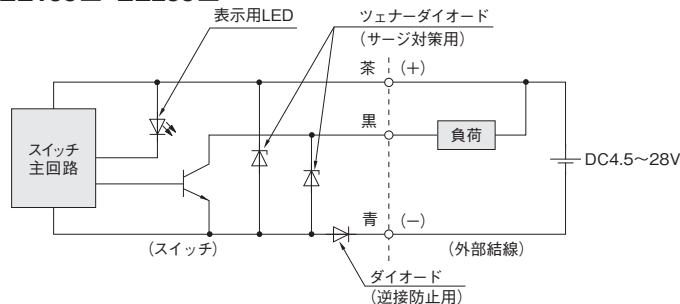 表示用LED
ツェナーダイオード
(サージ対策用)
茶 (+)
黒
スイッチ
主回路
負荷
DC4.5〜28V
青 (−)
(スイッチ)
(外部結線)
ダイオード
(逆接防止用)